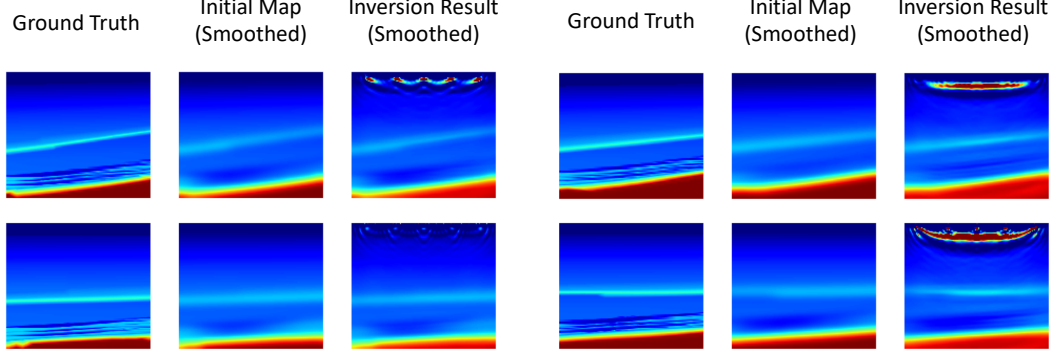 Ground Truth
Initial Map
(Smoothed)
Inversion Result
(Smoothed)
Ground Truth
Initial Map
(Smoothed)
Inversion Result
(Smoothed)